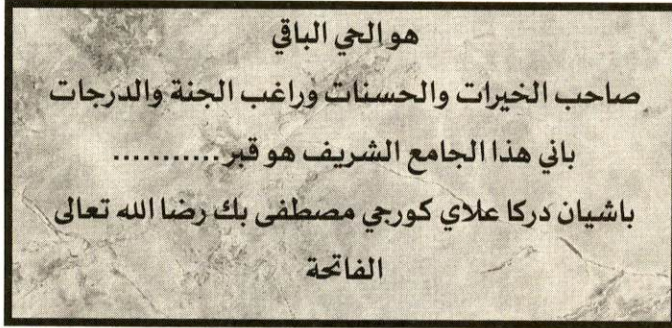 هو الحي الباقي
صاحب الخيرات والحسنات وراغب الجنة والدرجات
باني هذا الجامع الشريف هو قبر...........
باشيان دركا علاي كورجي مصطفى بك رضا الله تعالى
الفاتحة